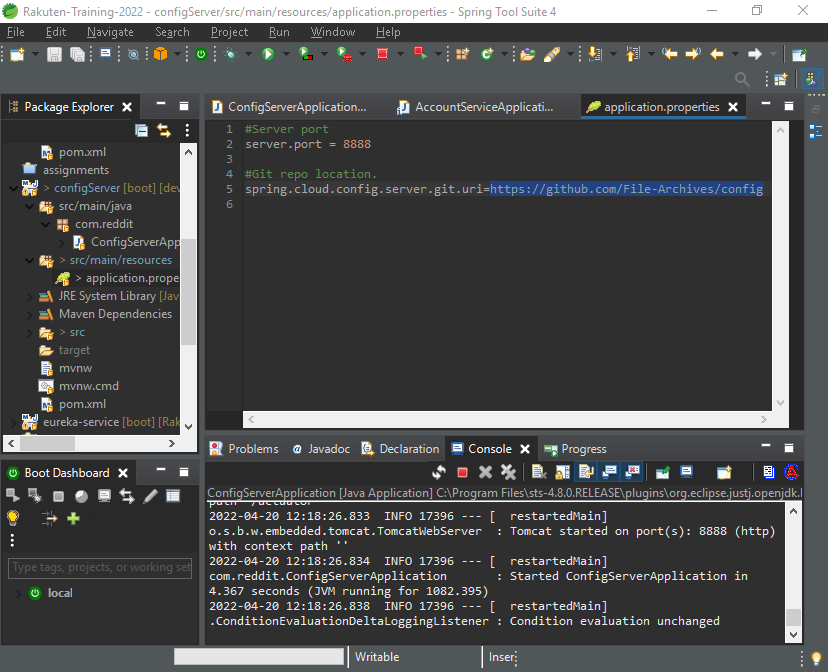 Rakuten-Training-2022 - configServer/src/main/resources/application.properties - Spring Tool Suite 4
File Edit Navigate Search Project Run Window Help
Package Explorer
pom.xml
assignments
> configServer [boot] [dev
src/main/java
com.reddit
ConfigServerApp
> src/main/resources
> application.prope
JRE System Library [Jav
Maven Dependencies
> src
target
mvnw
mvnw.cmd
pom.xml
eureka-service [boot] [Rak
ConfigServerApplication... AccountServiceApplicati... application.properties
1 #Server port
2 server.port = 8888
3
4 #Git repo location.
5 spring.cloud.config.server.git.uri=https://github.com/File-Archives/config
6
Boot Dashboard
Type tags, projects, or working set
local
Problems Javadoc Declaration Console Progress
ConfigServerApplication [Java Application] C:\Program Files\sts-4.8.0.RELEASE\plugins\org.eclipse.justj.openjdk.h
path '/actuator'
2022-04-20 12:18:26.833 INFO 17396 --- [ restartedMain]
o.s.b.w.embedded.tomcat.TomcatWebServer : Tomcat started on port(s): 8888 (http)
with context path ''
2022-04-20 12:18:26.834 INFO 17396 --- [ restartedMain]
com.reddit.ConfigServerApplication : Started ConfigServerApplication in
4.367 seconds (JVM running for 1082.395)
2022-04-20 12:18:26.838 INFO 17396 --- [ restartedMain]
.ConditionEvaluationDeltaLoggingListener : Condition evaluation unchanged
Writable Inser